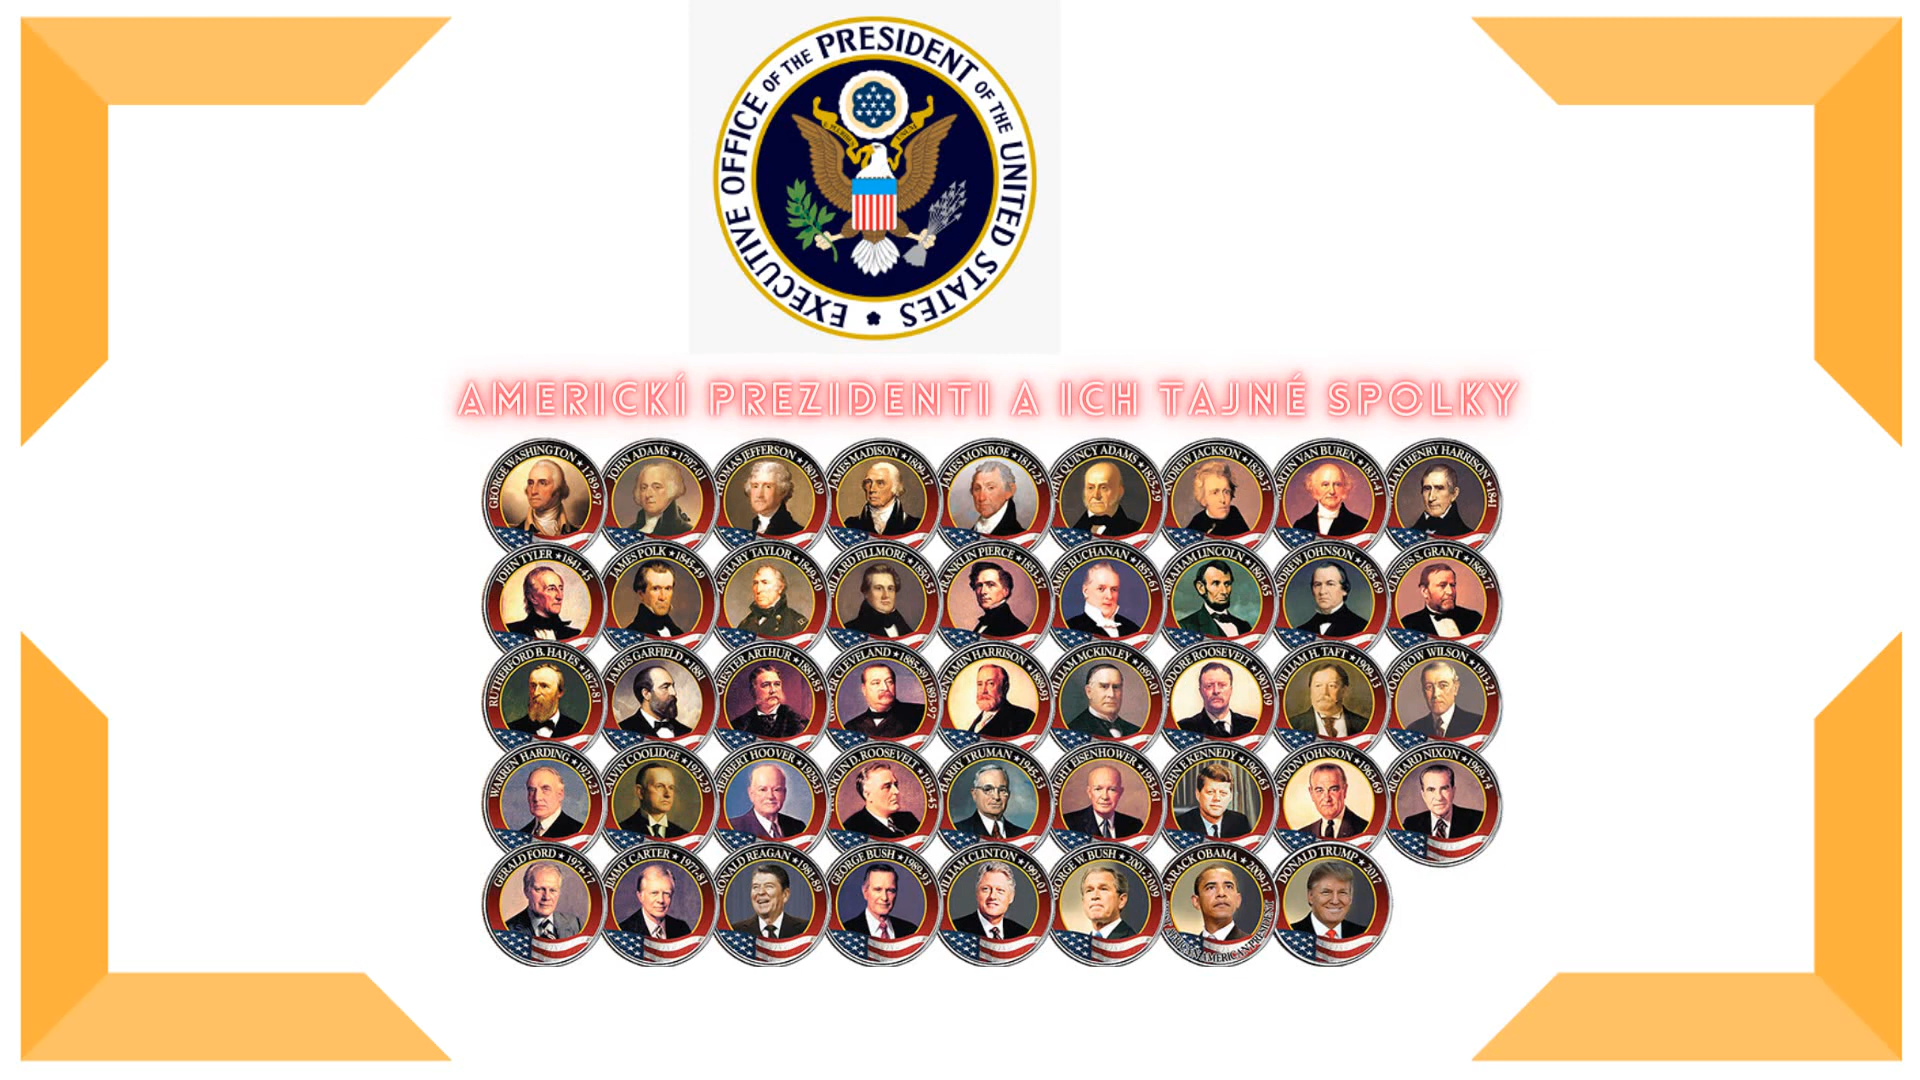 EXECUTIVE OFFICE OF THE PRESIDENT OF THE UNITED STATES
E PLURIBUS UNUM
AMERICKÍ PREZIDENTI A ICH TAJNÉ SPOLKY
GEORGE WASHINGTON ★ 1789-97
JOHN ADAMS ★ 1797-01
THOMAS JEFFERSON ★ 1801-09
JAMES MADISON ★ 1809-17
JAMES MONROE ★ 1817-25
QUINCY ADAMS ★ 1825-29
ANDREW JACKSON ★ 1829-37
MARTIN VAN BUREN ★ 1837-41
HENRY HARRISON ★ 1841
JOHN TYLER ★ 1841-45
JAMES POLK ★ 1845-49
ZACHARY TAYLOR ★ 1849-50
FILLMORE ★ 1850-53
FRANKLIN PIERCE ★ 1853-57
JAMES BUCHANAN ★ 1857-61
ABRAHAM LINCOLN ★ 1861-65
ANDREW JOHNSON ★ 1865-69
ULYSSES S. GRANT ★ 1869-77
RUTHERFORD B. HAYES ★ 1877-81
JAMES GARFIELD ★ 1881
CHESTER ARTHUR ★ 1881-85
CLEVELAND ★ 1885-89/1893-97
BENJAMIN HARRISON ★ 1889-93
WILLIAM MCKINLEY ★ 1897-01
ROOSEVELT ★ 1901-09
WILLIAM H. TAFT ★ 1909-13
WOODROW WILSON ★ 1913-21
WARREN HARDING ★ 1921-23
CALVIN COOLIDGE ★ 1923-29
HERBERT HOOVER ★ 1929-33
D. ROOSEVELT ★ 1933-45
HARRY TRUMAN ★ 1945-53
DWIGHT EISENHOWER ★ 1953-61
JOHN F. KENNEDY ★ 1961-63
LYNDON JOHNSON ★ 1963-69
RICHARD NIXON ★ 1969-74
GERALD FORD ★ 1974-77
JIMMY CARTER ★ 1977-81
RONALD REAGAN ★ 1981-89
GEORGE BUSH ★ 1989-93
WILLIAM CLINTON ★ 1993-01
GEORGE W. BUSH ★ 2001-2009
BARACK OBAMA ★ 2009-17
AMERICAN PRESIDENT
DONALD TRUMP ★ 2017